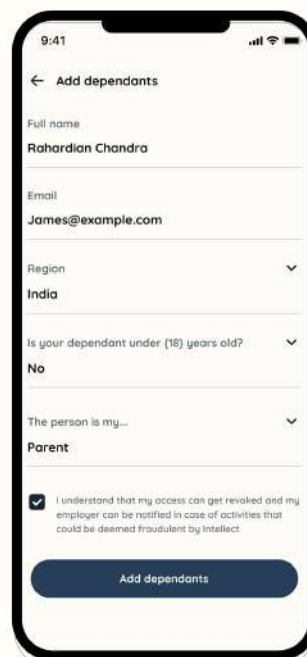 9:41
← Add dependants
Full name
Rahardian Chandra
Email
James@example.com
Region
India
Is your dependant under {18} years old?
No
The person is my...
Parent
I understand that my access can get revoked and my
employer can be notified in case of activities that
could be deemed fraudulent by Intellect
Add dependants